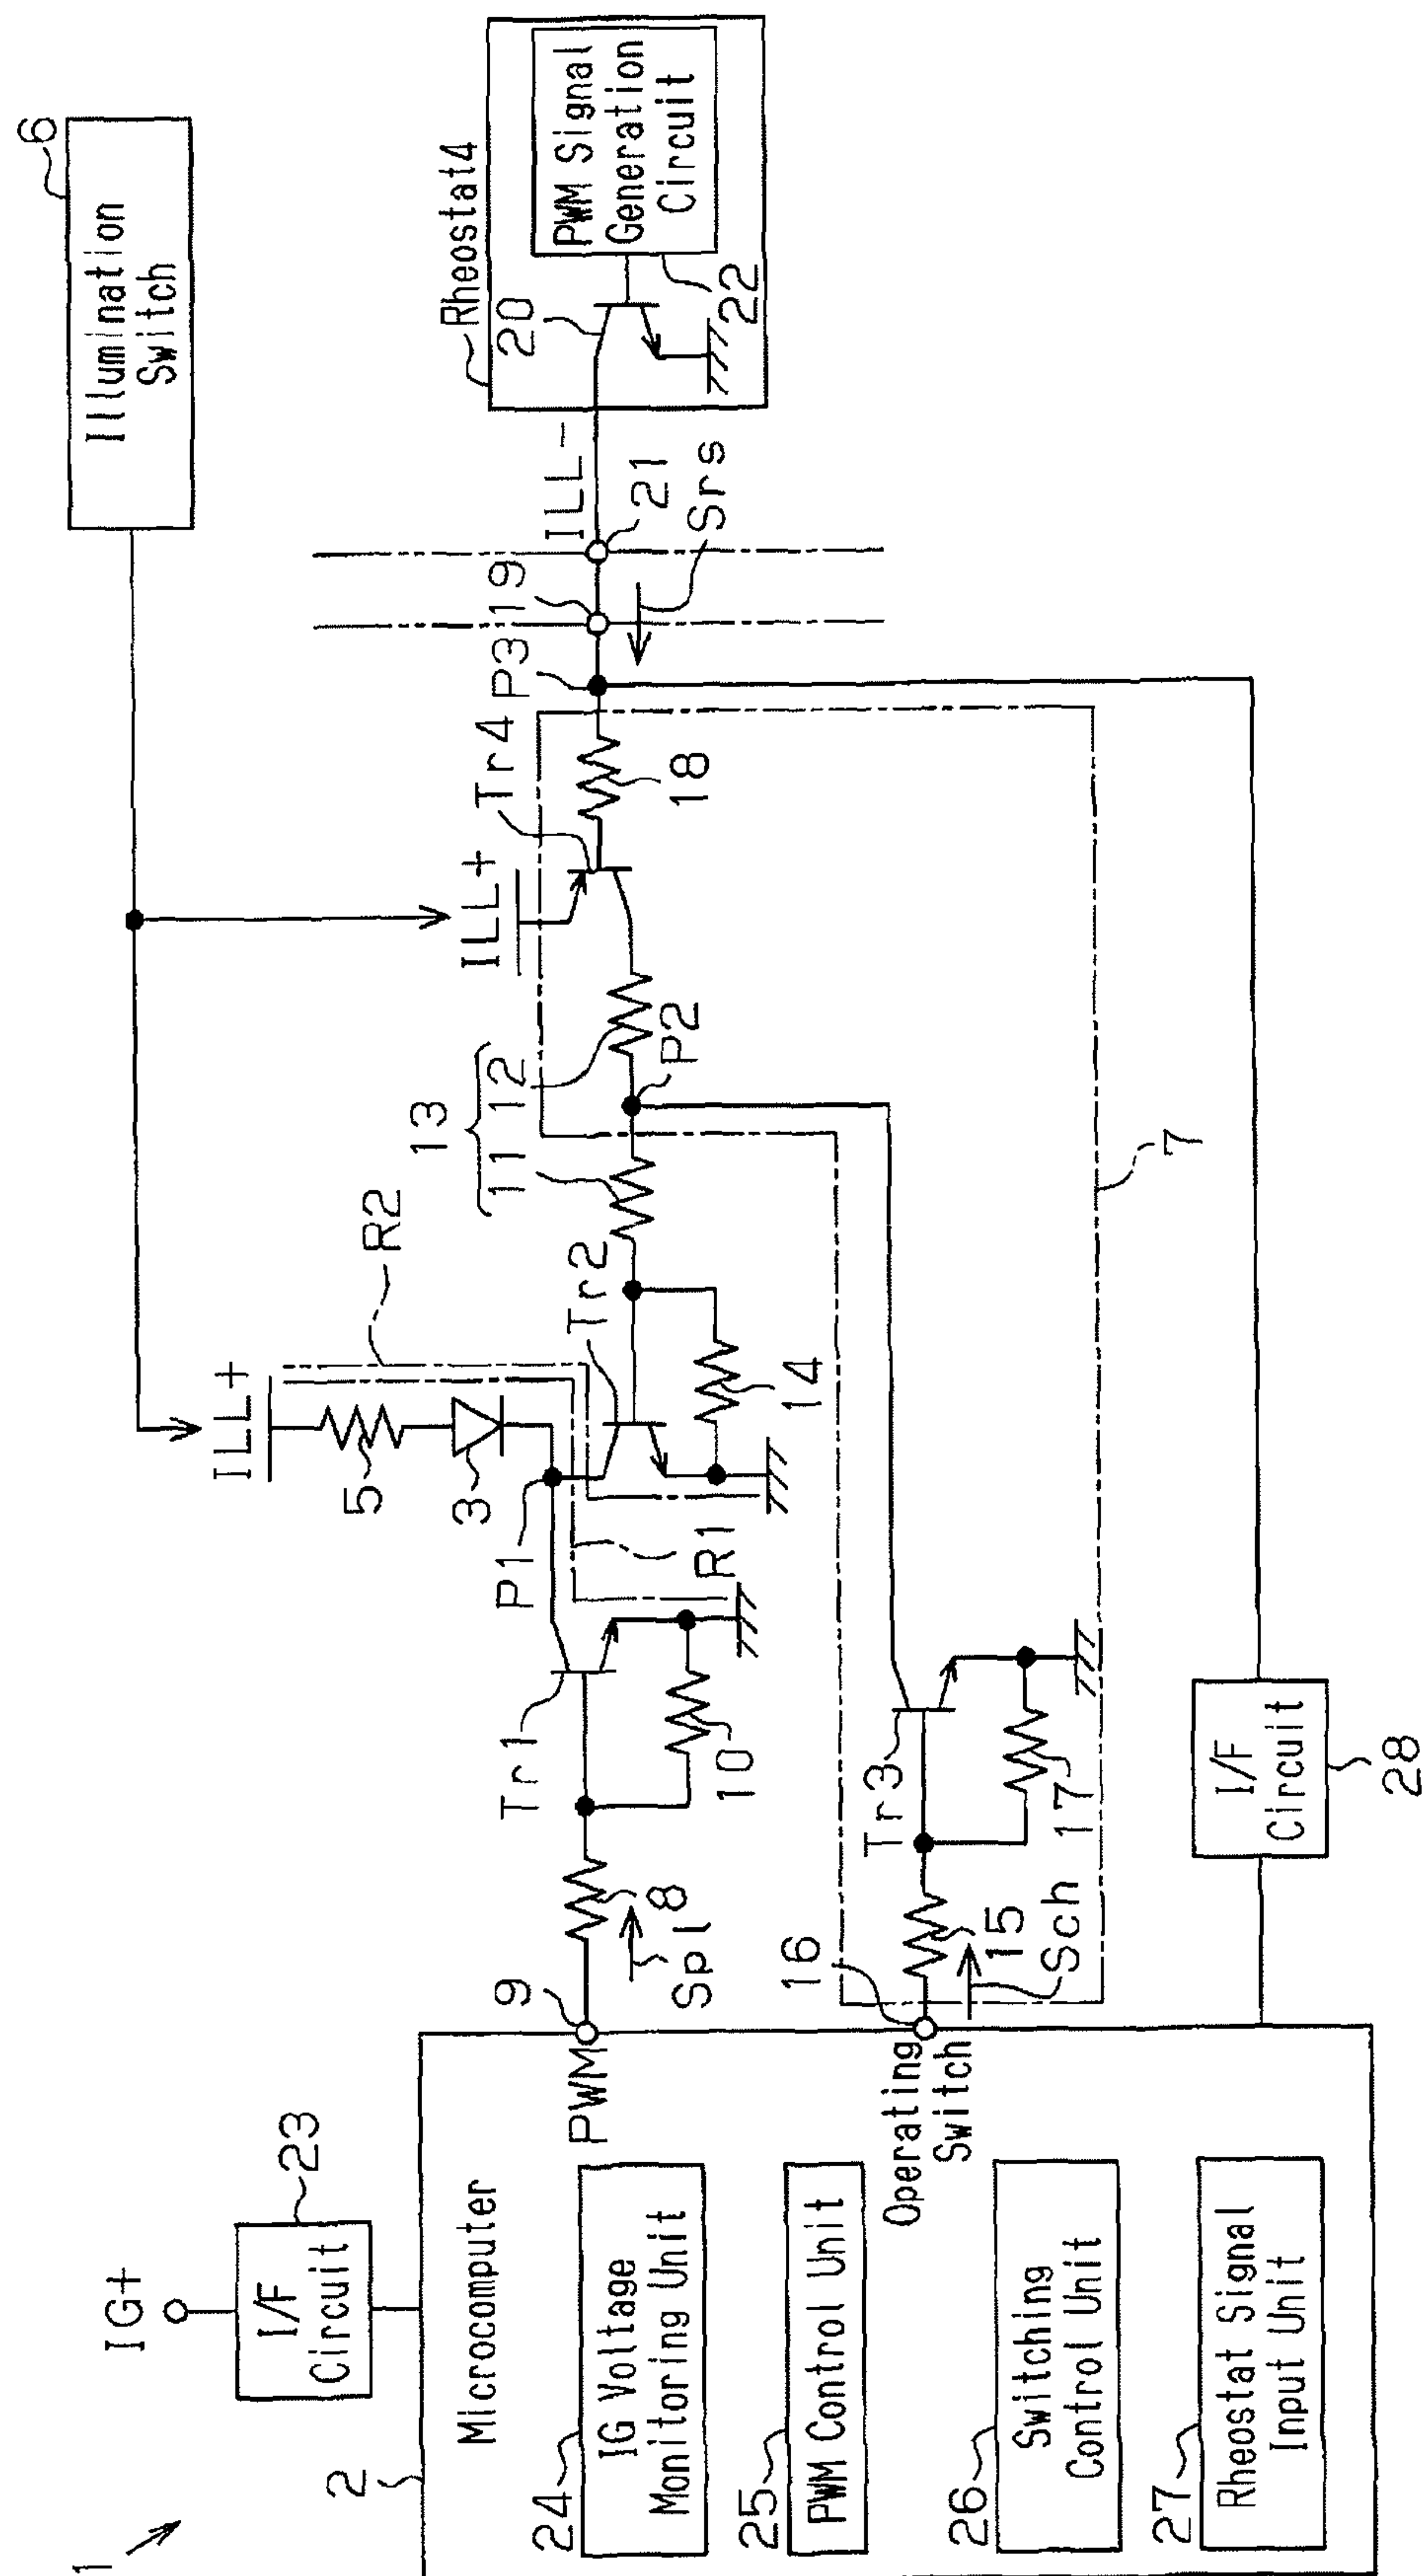 1
IG+
I/F
Circuit
23
2
Microcomputer
24
IG Voltage
Monitoring Unit
25
PWM Control Unit
26
Switching
Control Unit
27
Rheostat Signal
Input Unit
PWM
9
Operating
Switch
16
8
Spl
Tr1
10
15
Sch
Tr3
17
I/F
Circuit
28
ILL+
5
3
P1
R1
R2
Tr2
14
13
11
12
P2
7
ILL+
Tr4
18
P3
19
21
Srs
ILL-
Rheostat4
20
22
PWM Signal
Generation
Circuit
Illumination
Switch
6